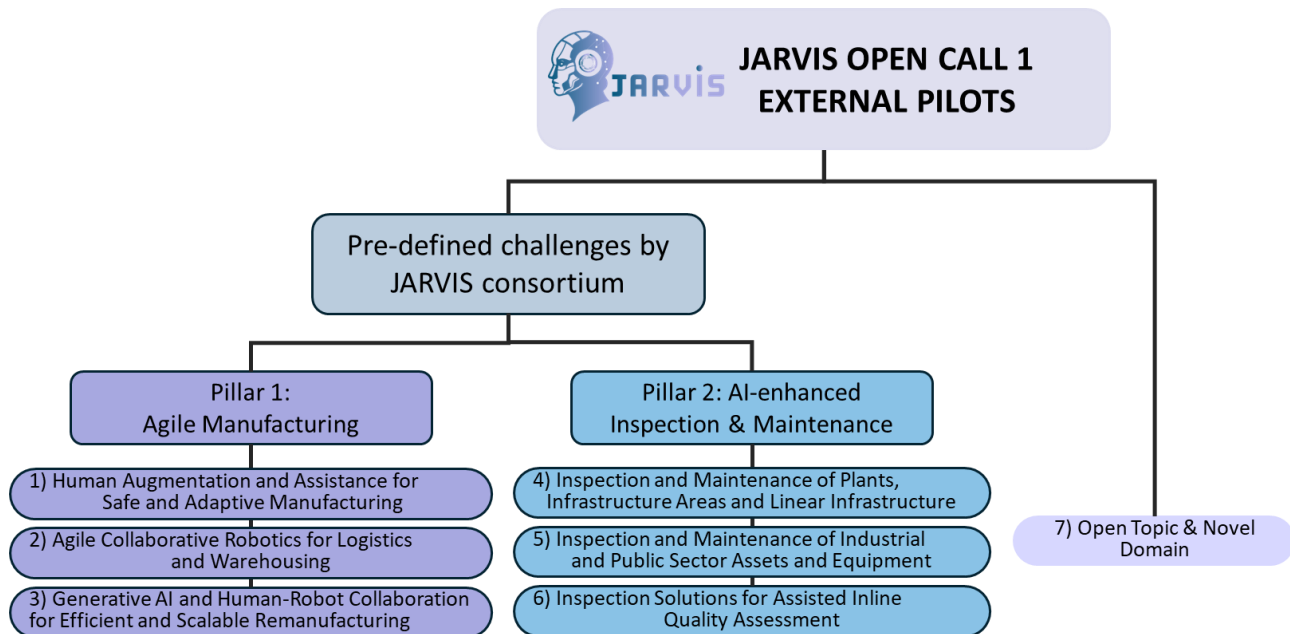 JARVIS
JARVIS OPEN CALL 1
EXTERNAL PILOTS
Pre-defined challenges by
JARVIS consortium
Pillar 1:
Agile Manufacturing
1) Human Augmentation and Assistance for
Safe and Adaptive Manufacturing
2) Agile Collaborative Robotics for Logistics
and Warehousing
3) Generative AI and Human-Robot Collaboration
for Efficient and Scalable Remanufacturing
Pillar 2: AI-enhanced
Inspection & Maintenance
4) Inspection and Maintenance of Plants,
Infrastructure Areas and Linear Infrastructure
5) Inspection and Maintenance of Industrial
and Public Sector Assets and Equipment
6) Inspection Solutions for Assisted Inline
Quality Assessment
7) Open Topic & Novel
Domain